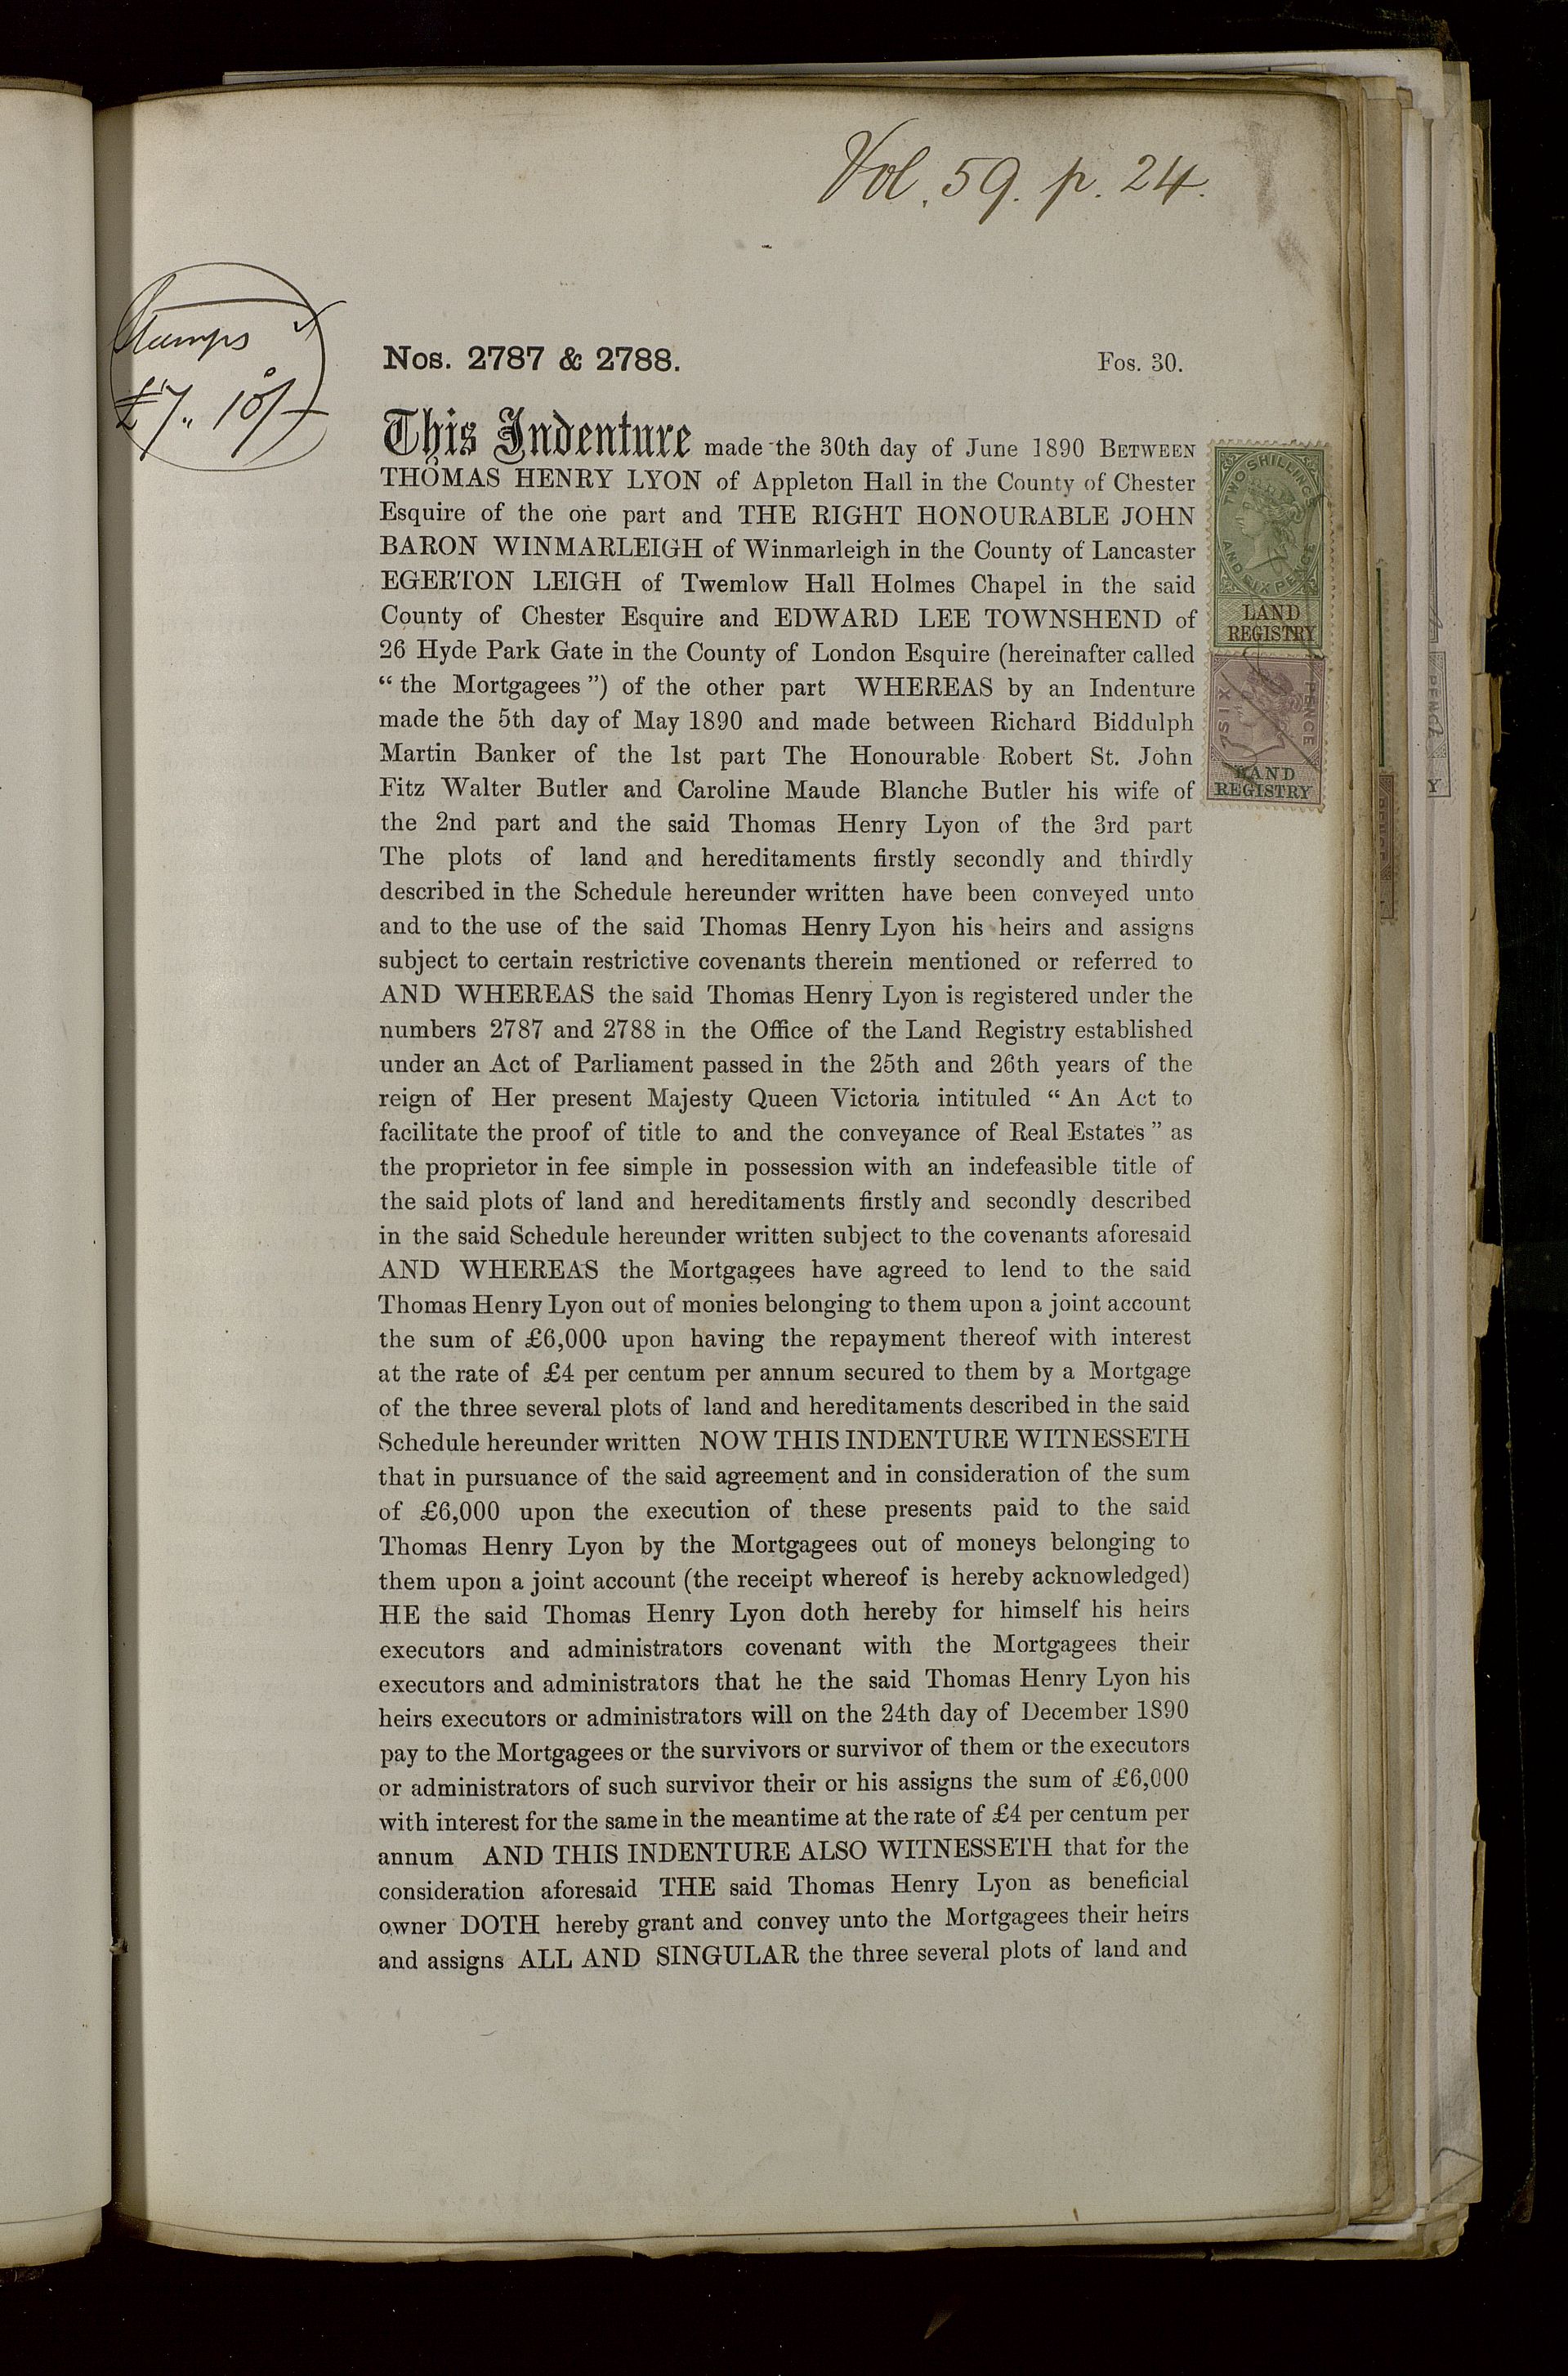 Vol. 59. p. 24.
Stamps
£7. 10/-
Nos. 2787 & 2788.
Fos. 30.
This Indenture made the 30th day of June 1890 BETWEEN
THOMAS HENRY LYON of Appleton Hall in the County of Chester
Esquire of the one part and THE RIGHT HONOURABLE JOHN
BARON WINMARLEIGH of Winmarleigh in the County of Lancaster
EGERTON LEIGH of Twemlow Hall Holmes Chapel in the said
County of Chester Esquire and EDWARD LEE TOWNSHEND of
26 Hyde Park Gate in the County of London Esquire (hereinafter called
“ the Mortgagees ”) of the other part WHEREAS by an Indenture
made the 5th day of May 1890 and made between Richard Biddulph
Martin Banker of the 1st part The Honourable Robert St. John
Fitz Walter Butler and Caroline Maude Blanche Butler his wife of
the 2nd part and the said Thomas Henry Lyon of the 3rd part
The plots of land and hereditaments firstly secondly and thirdly
described in the Schedule hereunder written have been conveyed unto
and to the use of the said Thomas Henry Lyon his heirs and assigns
subject to certain restrictive covenants therein mentioned or referred to
AND WHEREAS the said Thomas Henry Lyon is registered under the
numbers 2787 and 2788 in the Office of the Land Registry established
under an Act of Parliament passed in the 25th and 26th years of the
reign of Her present Majesty Queen Victoria intituled “ An Act to
facilitate the proof of title to and the conveyance of Real Estates ” as
the proprietor in fee simple in possession with an indefeasible title of
the said plots of land and hereditaments firstly and secondly described
in the said Schedule hereunder written subject to the covenants aforesaid
AND WHEREAS the Mortgagees have agreed to lend to the said
Thomas Henry Lyon out of monies belonging to them upon a joint account
the sum of £6,000 upon having the repayment thereof with interest
at the rate of £4 per centum per annum secured to them by a Mortgage
of the three several plots of land and hereditaments described in the said
Schedule hereunder written NOW THIS INDENTURE WITNESSETH
that in pursuance of the said agreement and in consideration of the sum
of £6,000 upon the execution of these presents paid to the said
Thomas Henry Lyon by the Mortgagees out of moneys belonging to
them upon a joint account (the receipt whereof is hereby acknowledged)
HE the said Thomas Henry Lyon doth hereby for himself his heirs
executors and administrators covenant with the Mortgagees their
executors and administrators that he the said Thomas Henry Lyon his
heirs executors or administrators will on the 24th day of December 1890
pay to the Mortgagees or the survivors or survivor of them or the executors
or administrators of such survivor their or his assigns the sum of £6,000
with interest for the same in the meantime at the rate of £4 per centum per
annum AND THIS INDENTURE ALSO WITNESSETH that for the
consideration aforesaid THE said Thomas Henry Lyon as beneficial
owner DOTH hereby grant and convey unto the Mortgagees their heirs
and assigns ALL AND SINGULAR the three several plots of land and
TWO SHILLINGS
AND SIX PENCE
LAND
REGISTRY
SIX
PENCE
LAND
REGISTRY
PENCE
Y